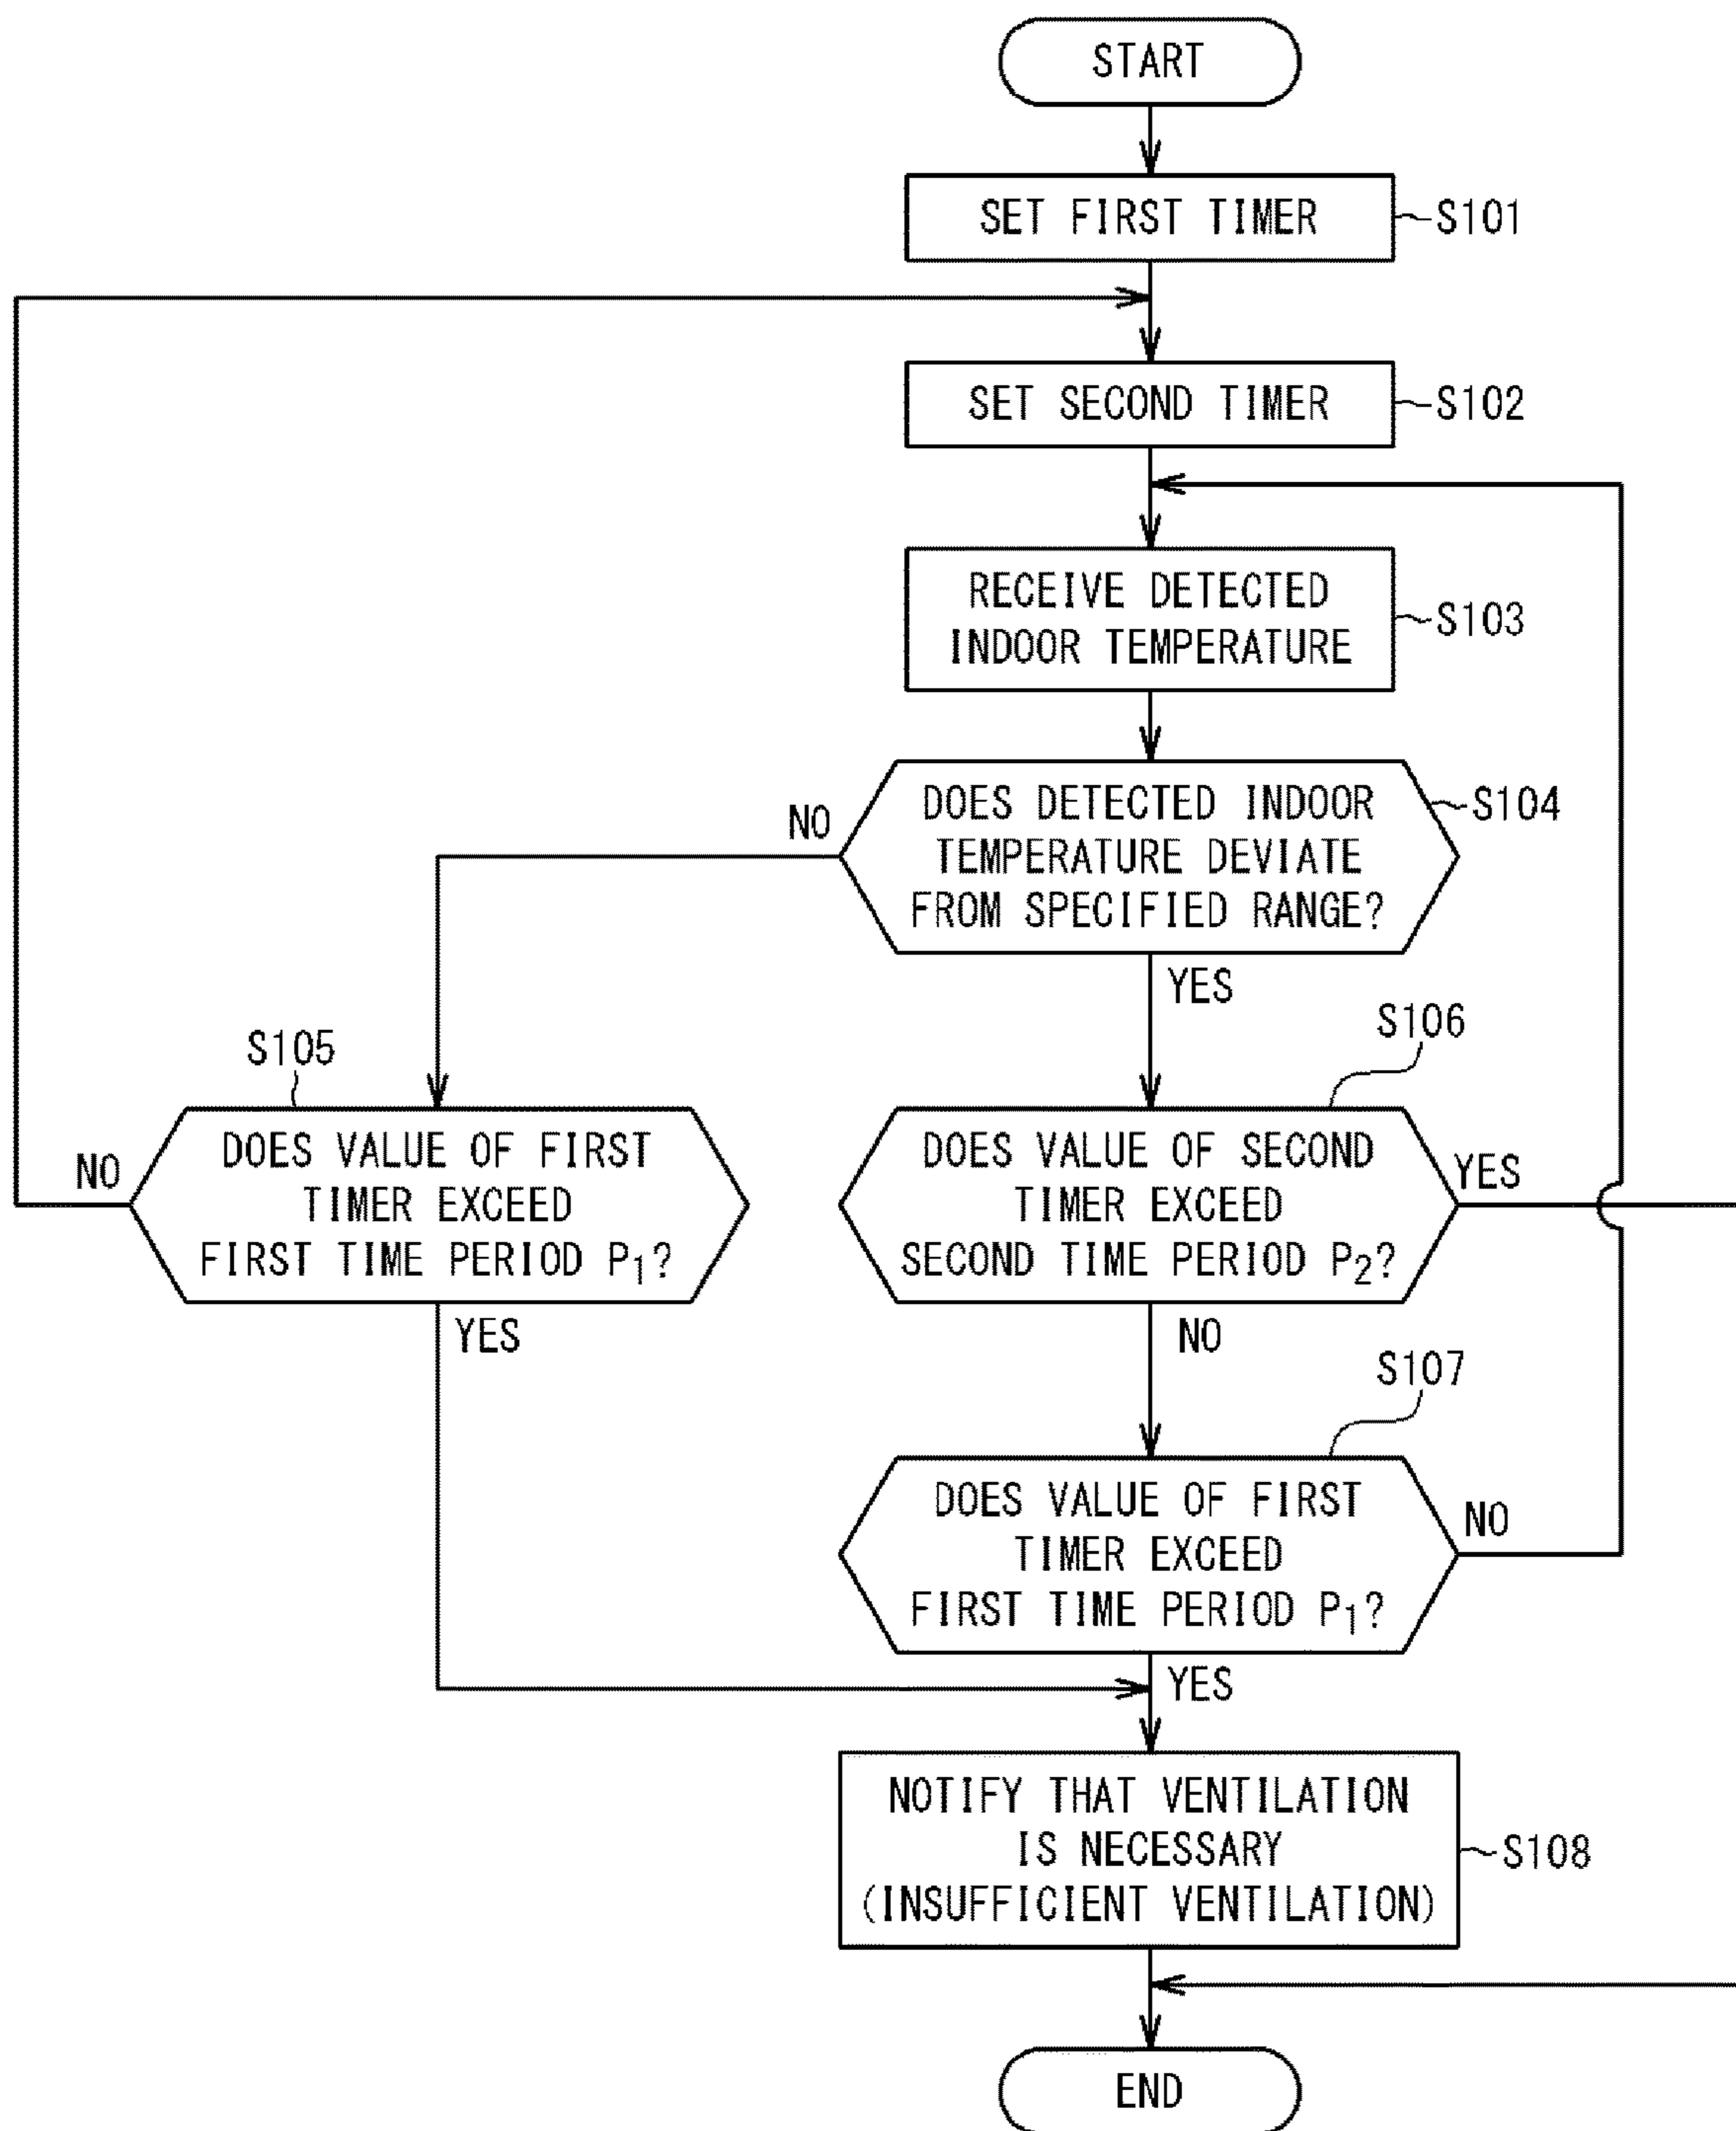 START
SET FIRST TIMER
S101
SET SECOND TIMER
S102
RECEIVE DETECTED
INDOOR TEMPERATURE
S103
DOES DETECTED INDOOR
TEMPERATURE DEVIATE
FROM SPECIFIED RANGE?
S104
NO
YES
S105
DOES VALUE OF FIRST
TIMER EXCEED
FIRST TIME PERIOD P1?
NO
YES
S106
DOES VALUE OF SECOND
TIMER EXCEED
SECOND TIME PERIOD P2?
YES
NO
S107
DOES VALUE OF FIRST
TIMER EXCEED
FIRST TIME PERIOD P1?
NO
YES
NOTIFY THAT VENTILATION
IS NECESSARY
(INSUFFICIENT VENTILATION)
S108
END